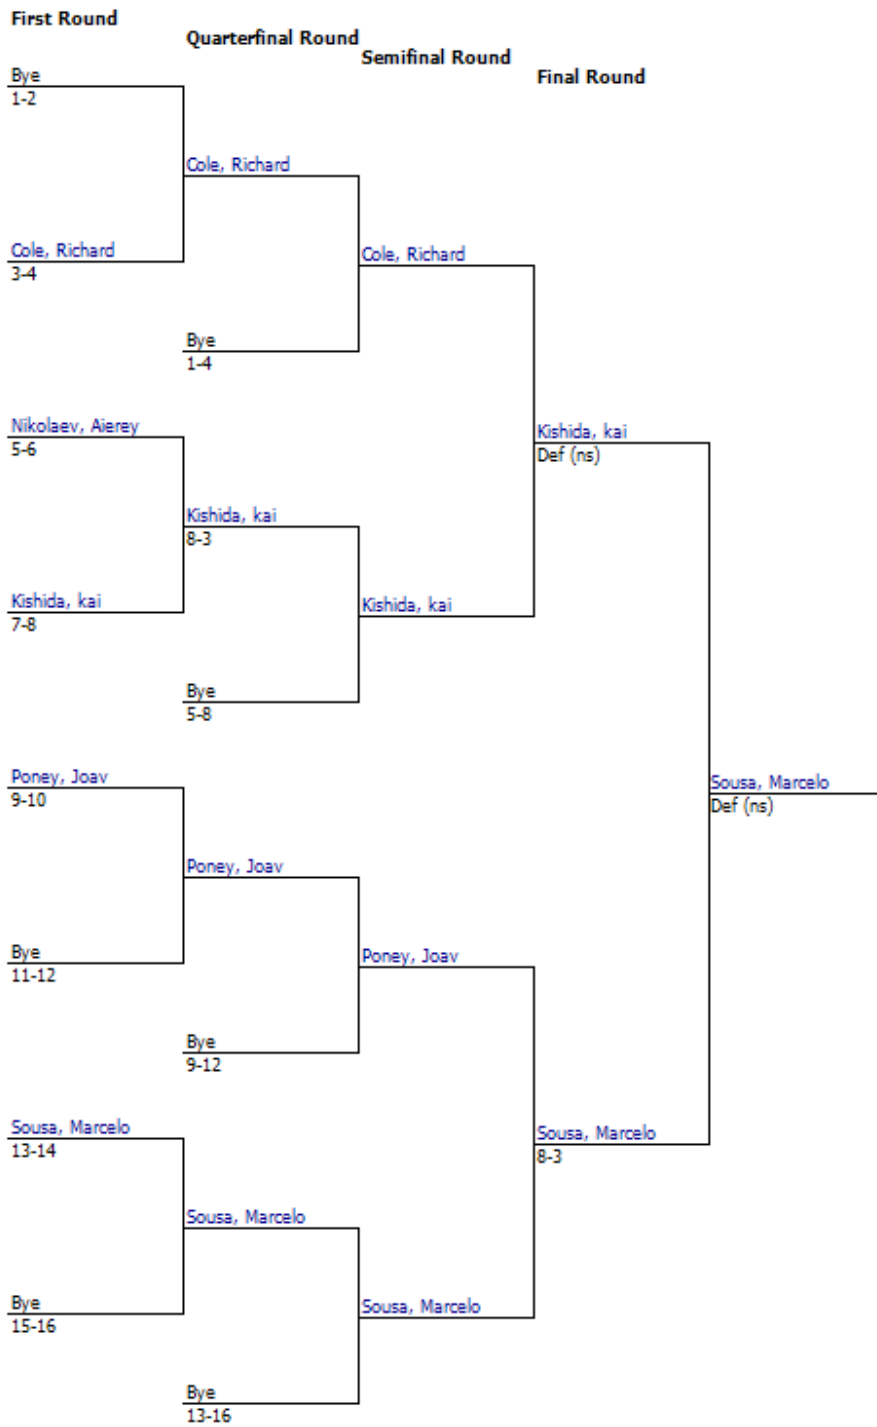 First Round
Quarterfinal Round
Semifinal Round
Final Round
Bye
1-2
Cole, Richard
Cole, Richard
3-4
Cole, Richard
Bye
1-4
Nikolaev, Aierey
5-6
Kishida, kai
Def (ns)
Kishida, kai
8-3
Kishida, kai
7-8
Kishida, kai
Bye
5-8
Poney, Joav
9-10
Sousa, Marcelo
Def (ns)
Poney, Joav
Bye
11-12
Poney, Joav
Bye
9-12
Sousa, Marcelo
13-14
Sousa, Marcelo
8-3
Sousa, Marcelo
Bye
15-16
Sousa, Marcelo
Bye
13-16